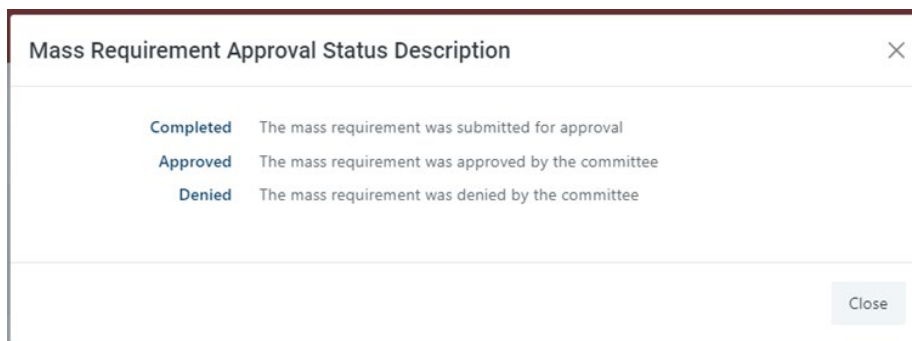 Mass Requirement Approval Status Description
Completed The mass requirement was submitted for approval
Approved The mass requirement was approved by the committee
Denied The mass requirement was denied by the committee
Close